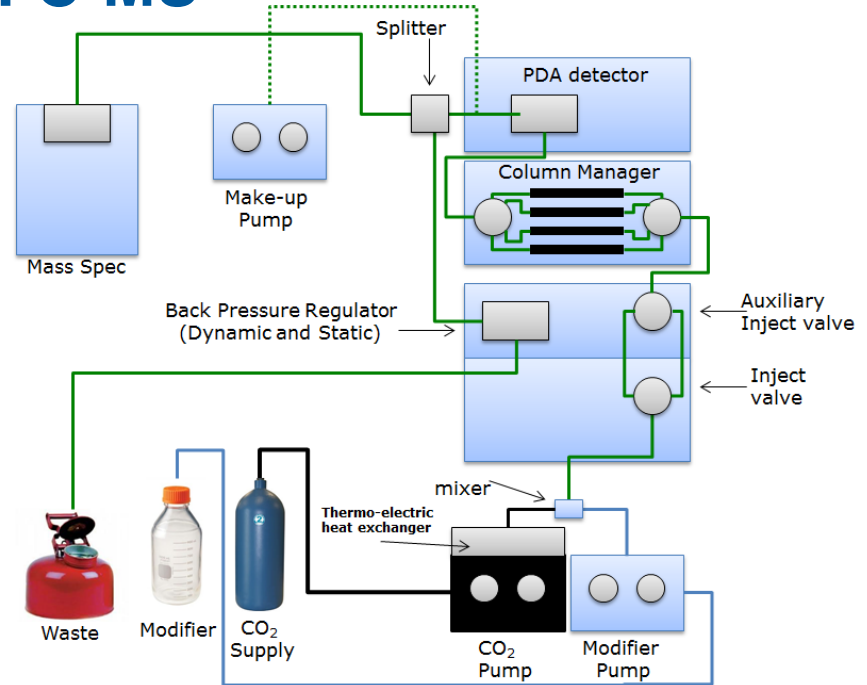 Splitter
PDA detector
Column Manager
Make-up
Pump
Mass Spec
Back Pressure Regulator
(Dynamic and Static)
Auxiliary
Inject valve
Inject
valve
mixer
Thermo-electric
heat exchanger
2
Waste
Modifier
CO₂
Supply
CO₂
Pump
Modifier
Pump